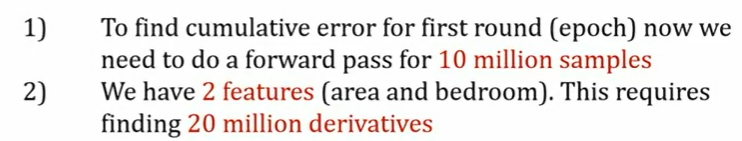 1) To find cumulative error for first round (epoch) now we
need to do a forward pass for 10 million samples
2) We have 2 features (area and bedroom). This requires
finding 20 million derivatives